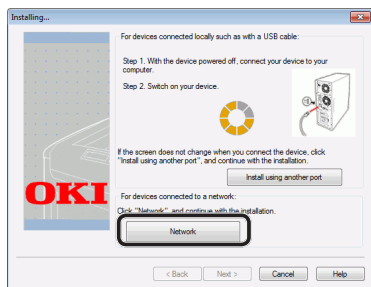 Installing...
For devices connected locally such as with a USB cable:
Step 1. With the device powered off, connect your device to your
computer.
Step 2. Switch on your device.
If the screen does not change when you connect the device, click
"Install using another port", and continue with the installation.
Install using another port
OKI
For devices connected to a network:
Click "Network", and continue with the installation.
Network
< Back
Next >
Cancel
Help